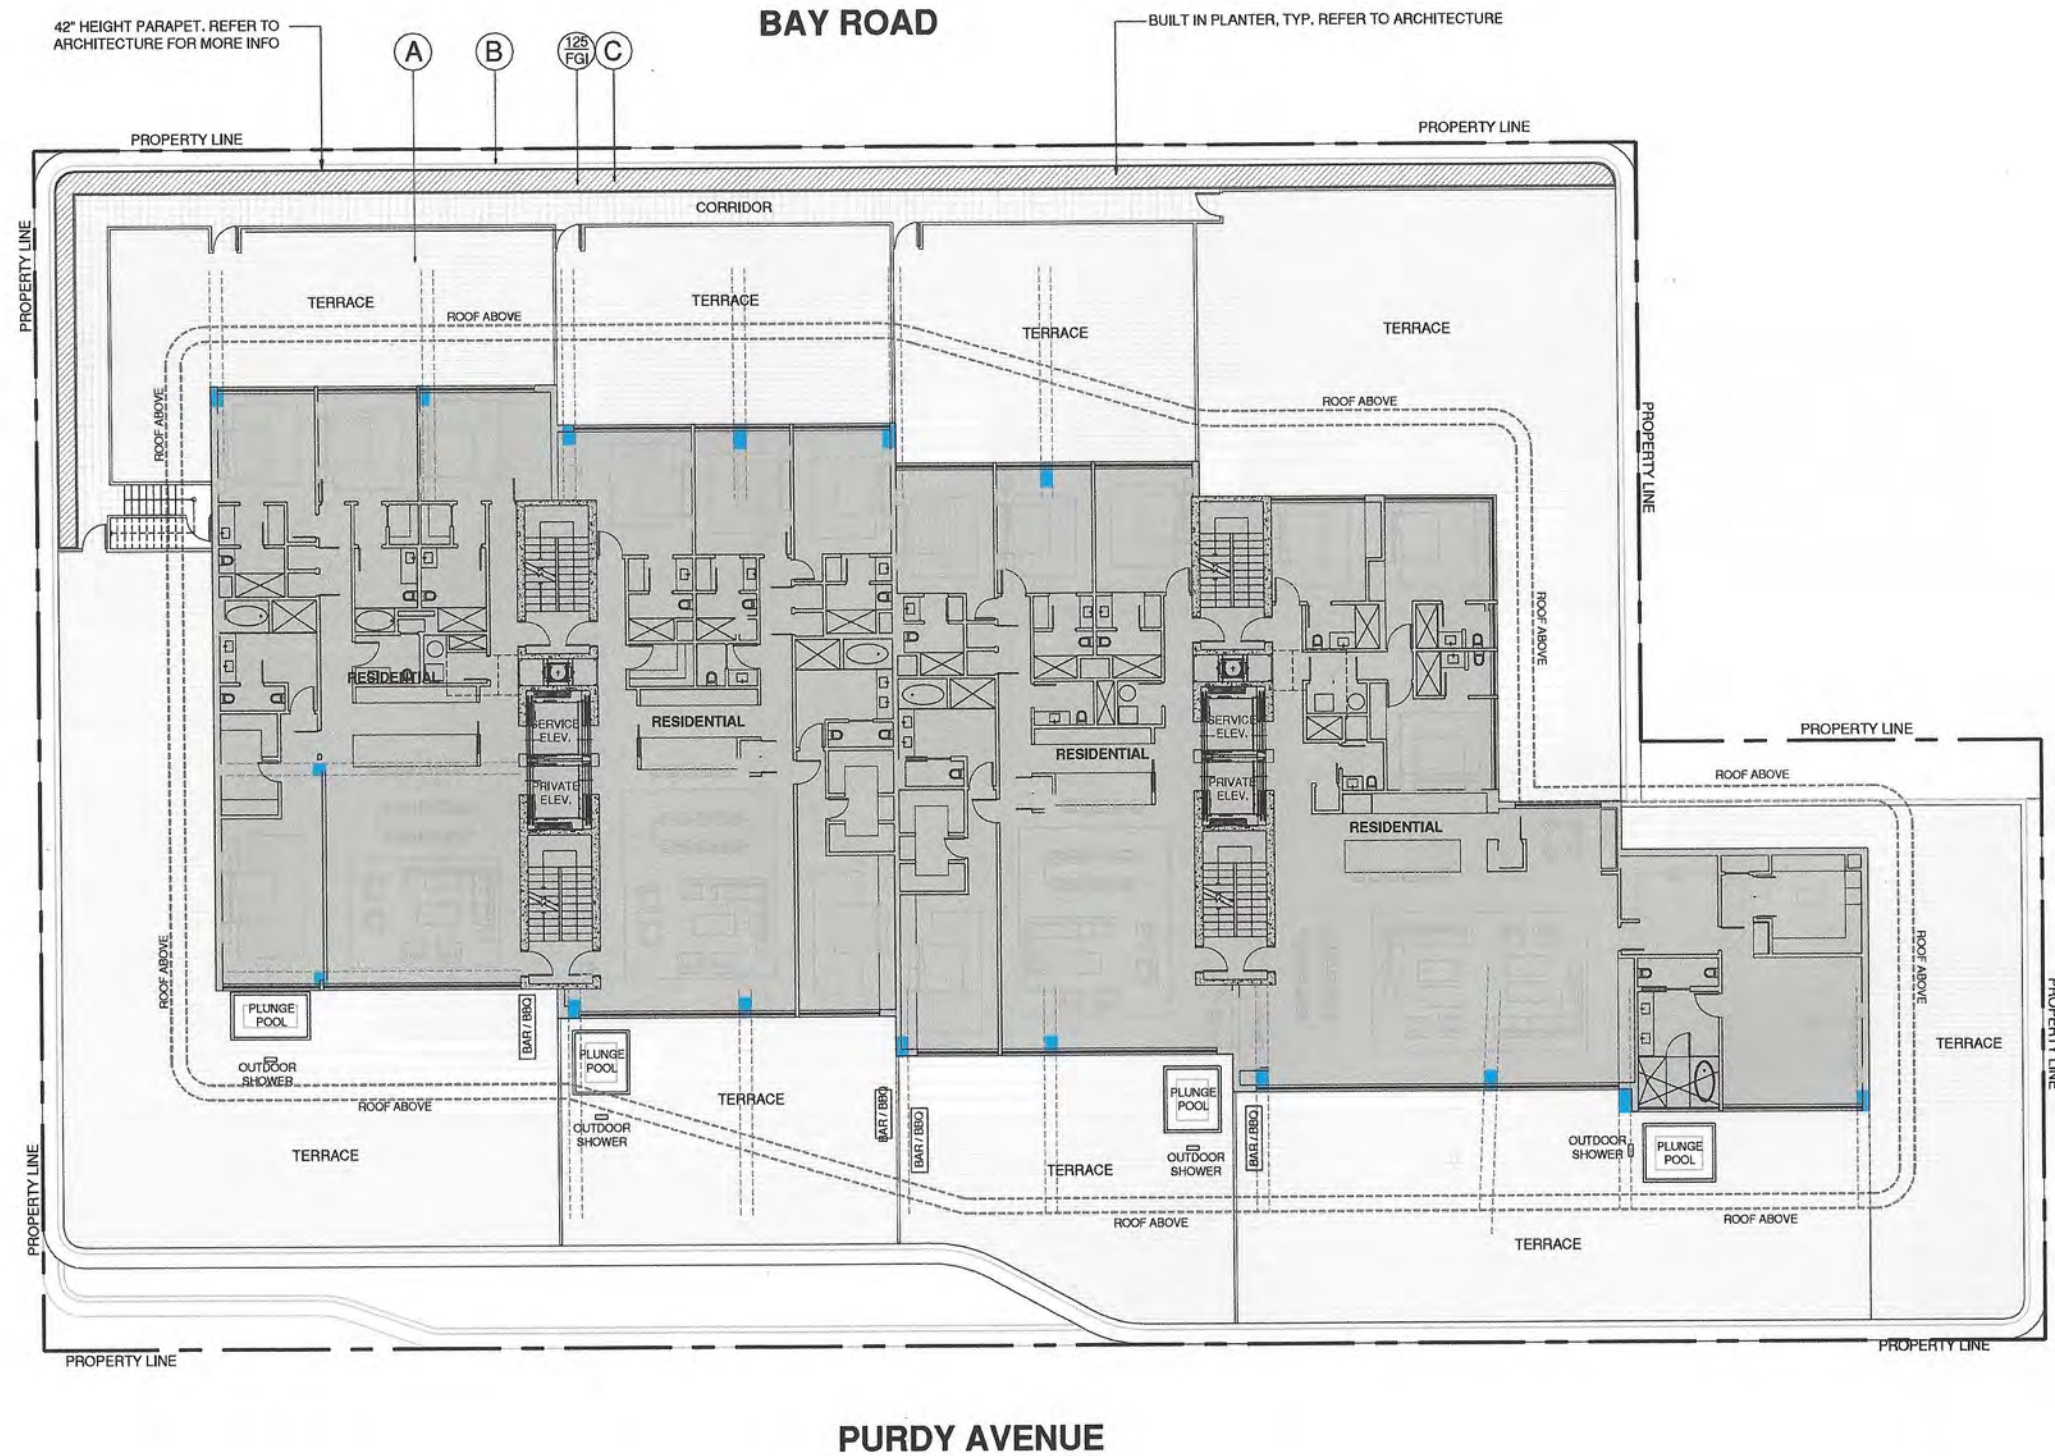 BAY ROAD
42" HEIGHT PARAPET. REFER TO
ARCHITECTURE FOR MORE INFO
A
B
125
FGI
C
BUILT IN PLANTER, TYP. REFER TO ARCHITECTURE
PROPERTY LINE
PROPERTY LINE
PROPERTY LINE
CORRIDOR
TERRACE
TERRACE
TERRACE
TERRACE
ROOF ABOVE
ROOF ABOVE
ROOF ABOVE
PROPERTY LINE
ROOF ABOVE
RESIDENTIAL
RESIDENTIAL
RESIDENTIAL
RESIDENTIAL
SERVICE
ELEV.
PRIVATE
ELEV.
SERVICE
ELEV.
PRIVATE
ELEV.
PROPERTY LINE
ROOF ABOVE
ROOF ABOVE
ROOF ABOVE
PLUNGE
POOL
OUTDOOR
SHOWER
BAR / BBQ
PLUNGE
POOL
OUTDOOR
SHOWER
BAR / BBQ
BAR / BBQ
PLUNGE
POOL
OUTDOOR
SHOWER
BAR / BBQ
OUTDOOR
SHOWER
PLUNGE
POOL
TERRACE
PROPERTY LINE
ROOF ABOVE
TERRACE
TERRACE
TERRACE
ROOF ABOVE
ROOF ABOVE
TERRACE
PROPERTY LINE
PROPERTY LINE
PROPERTY LINE
PURDY AVENUE